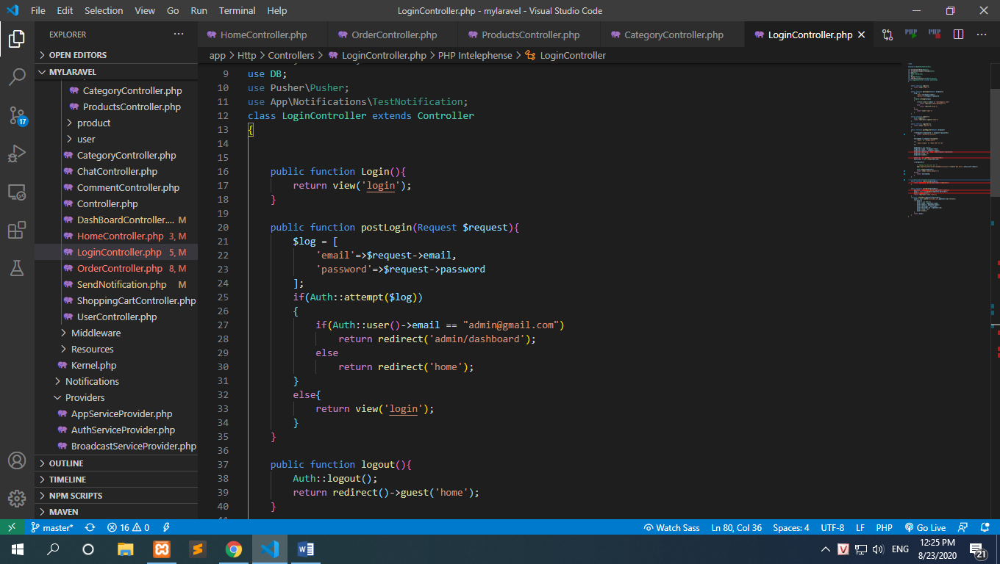 File Edit Selection View Go Run Terminal Help LoginController.php - mylaravel - Visual Studio Code
EXPLORER
OPEN EDITORS
MYLARAVEL
CategoryController.php
ProductsController.php
product
user
CategoryController.php
ChatController.php
CommentController.php
Controller.php
DashBoardController.... M
HomeController.php 3, M
LoginController.php 5, M
OrderController.php 8, M
SendNotification.php M
ShoppingCartController.php
UserController.php
Middleware
Resources
Kernel.php
Notifications
Providers
AppServiceProvider.php
AuthServiceProvider.php
BroadcastServiceProvider.php
OUTLINE
TIMELINE
NPM SCRIPTS
MAVEN
17
HomeController.php OrderController.php ProductsController.php CategoryController.php LoginController.php PHP PHP
app > Http > Controllers > LoginController.php > PHP Intelephense > LoginController
9 use DB;
10 use Pusher\Pusher;
11 use App\Notifications\TestNotification;
12 class LoginController extends Controller
13 {
14
15
16 public function Login(){
17 return view('login');
18 }
19
20 public function postLogin(Request $request){
21 $log = [
22 'email'=>$request->email,
23 'password'=>$request->password
24 ];
25 if(Auth::attempt($log))
26 {
27 if(Auth::user()->email == "admin@gmail.com")
28 return redirect('admin/dashboard');
29 else
30 return redirect('home');
31 }
32 else{
33 return view('login');
34 }
35 }
36
37 public function logout(){
38 Auth::logout();
39 return redirect()->guest('home');
40 }
41
master* 16 0 Watch Sass Ln 80, Col 36 Spaces: 4 UTF-8 LF PHP Go Live
W V ENG 12:25 PM
8/23/2020 21